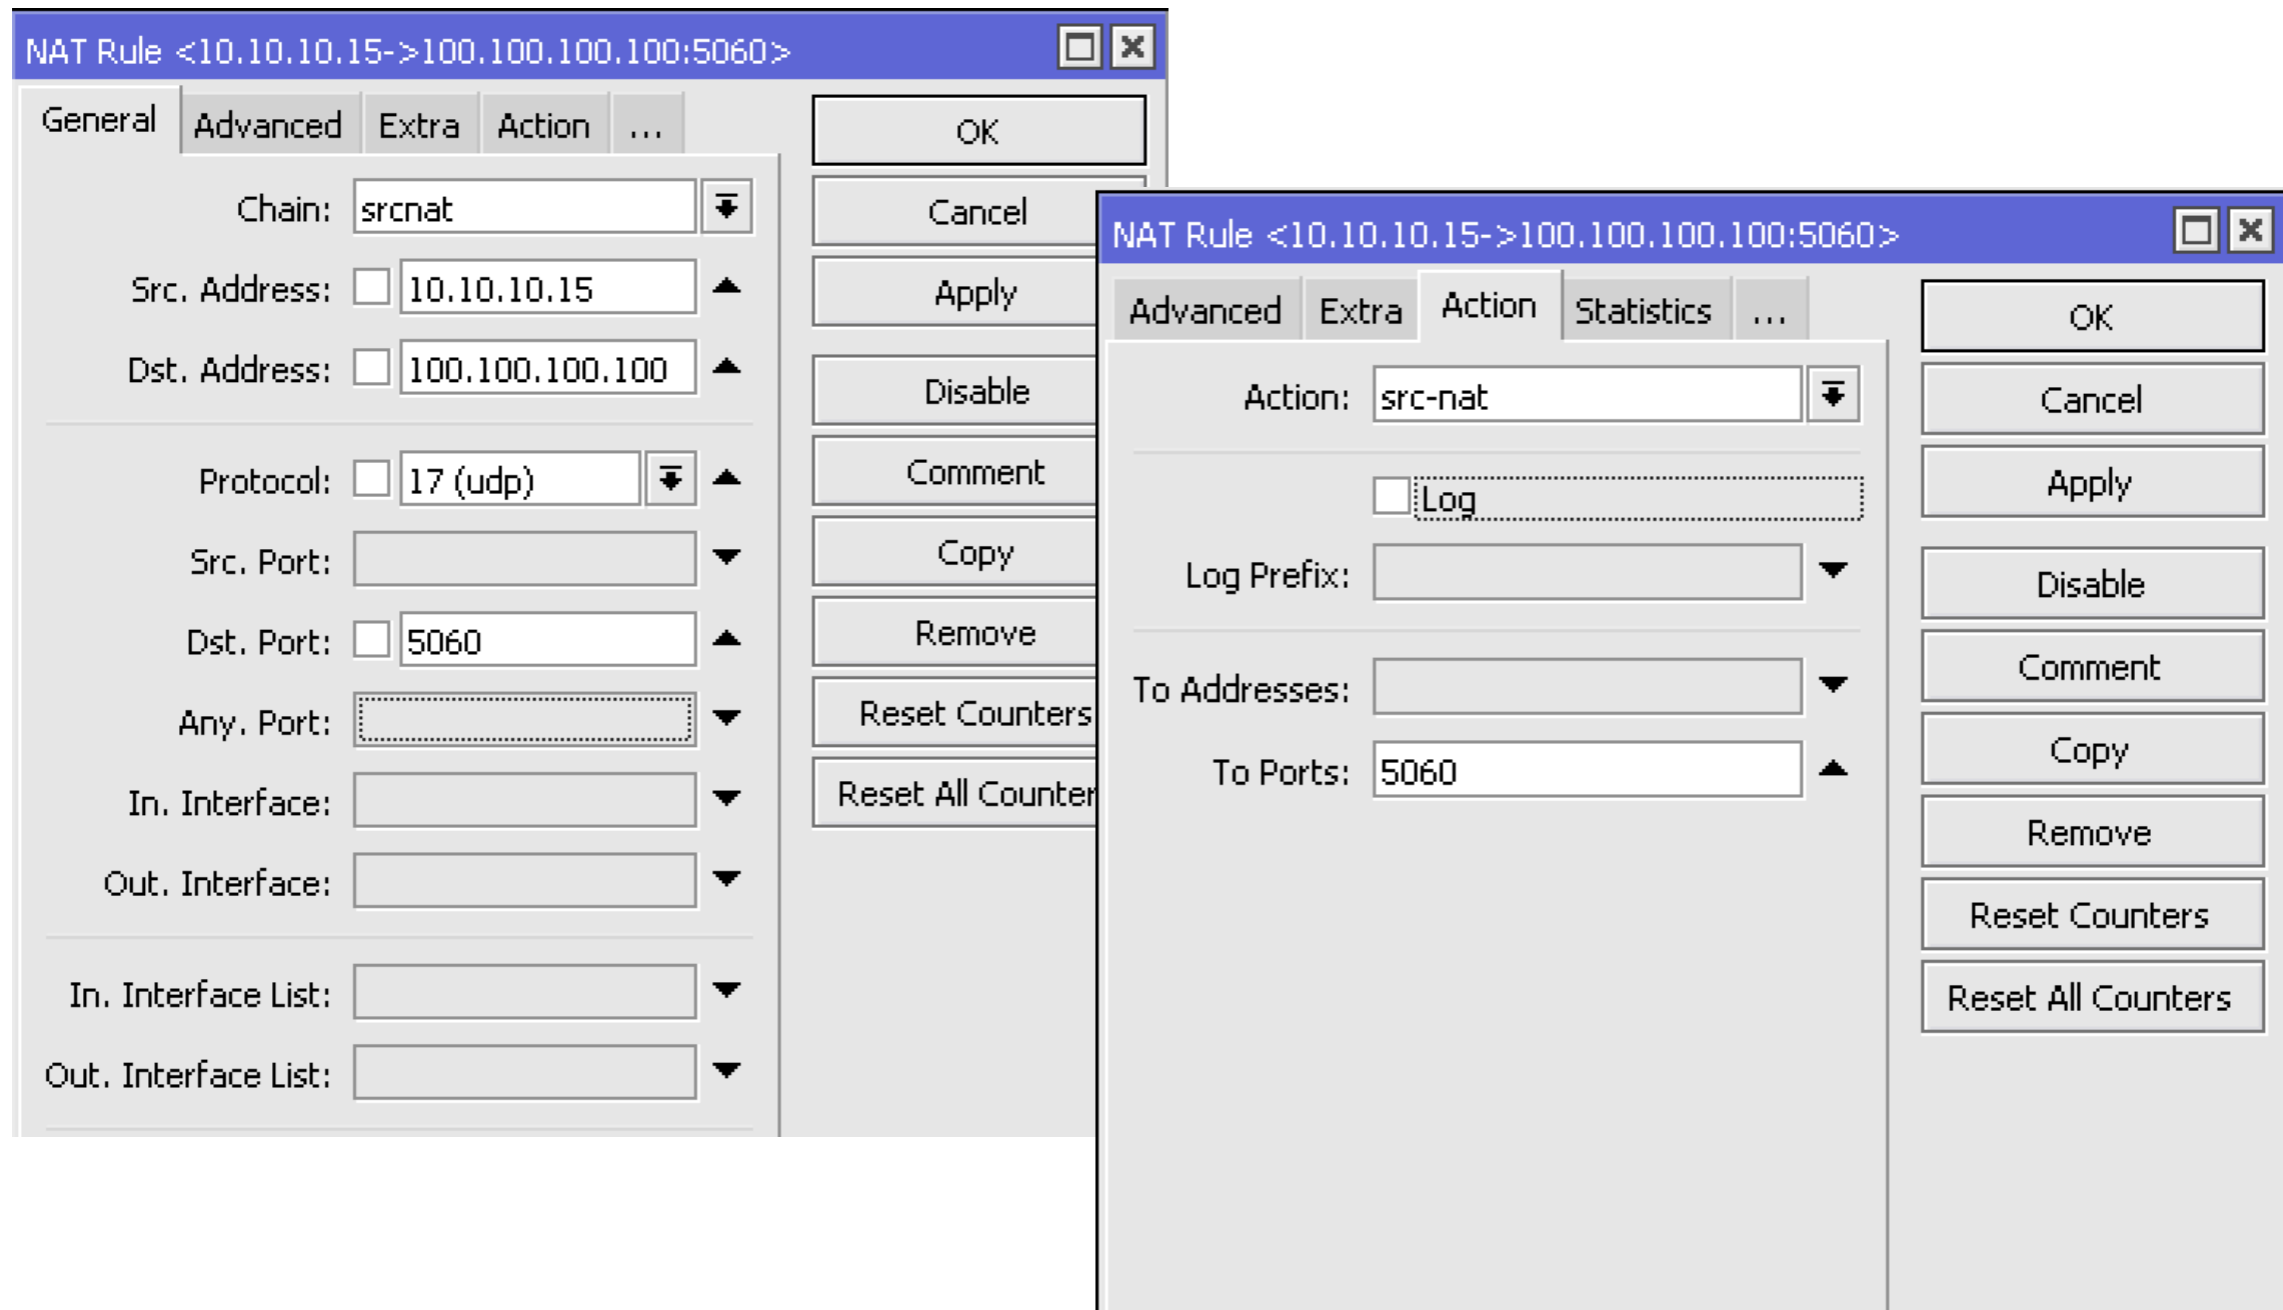 NAT Rule <10.10.10.15->100.100.100.100:5060>
General Advanced Extra Action ...
Chain: srcnat
Src. Address: 10.10.10.15
Dst. Address: 100.100.100.100
Protocol: 17 (udp)
Src. Port:
Dst. Port: 5060
Any. Port:
In. Interface:
Out. Interface:
In. Interface List:
Out. Interface List:
OK
Cancel
Apply
Disable
Comment
Copy
Remove
Reset Counters
Reset All Counter
NAT Rule <10.10.10.15->100.100.100.100:5060>
Advanced Extra Action Statistics ...
Action: src-nat
Log
Log Prefix:
To Addresses:
To Ports: 5060
OK
Cancel
Apply
Disable
Comment
Copy
Remove
Reset Counters
Reset All Counters